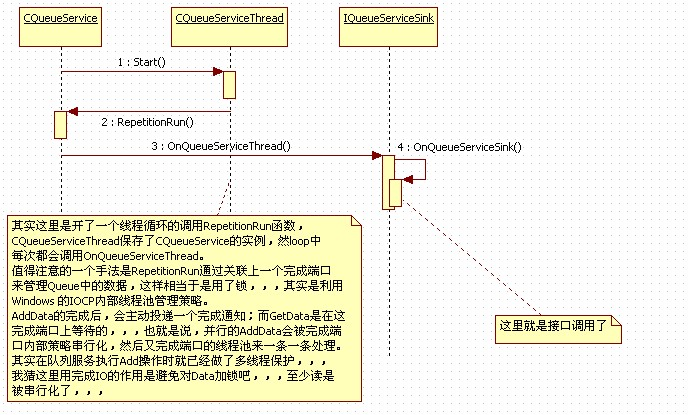 CQueueService
CQueueServiceThread
IQueueServiceSink
1 : Start()
2 : RepetitionRun()
3 : OnQueueServiceThread()
4 : OnQueueServiceSink()
其实这里是开了一个线程循环的调用RepetitionRun函数，
CQueueServiceThread保存了CQueueService的实例，然loop中
每次都会调用OnQueueServiceThread。
值得注意的一个手法是RepetitionRun通过关联上一个完成端口
来管理Queue中的数据，这样相当于是用了锁，，，其实是利用
Windows 的IOCP内部线程池管理策略。
AddData的完成后，会主动投递一个完成通知；而GetData是在这
完成端口上等待的，，，也就是说，并行的AddData会被完成端
口内部策略串行化，然后又完成端口的线程池来一条一条处理。
其实在队列服务执行Add操作时就已经做了多线程保护，，，
我猜这里用完成IO的作用是避免对Data加锁吧，，，至少读是
被串行化了，，，
这里就是接口调用了